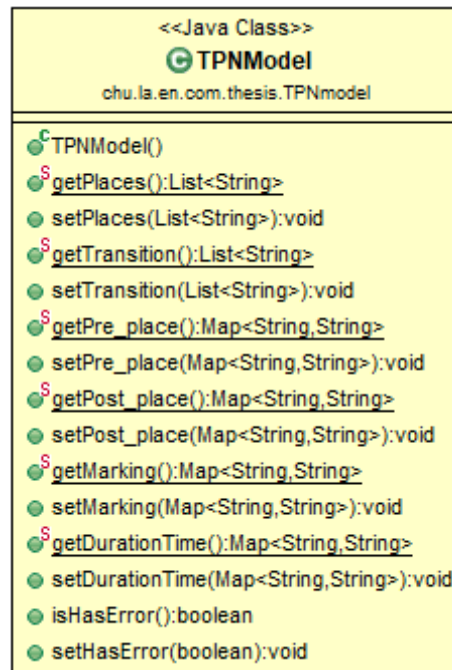 <<Java Class>>
TPNModel
chu.la.en.com.thesis.TPNmodel
TPNModel()
getPlaces():List<String>
setPlaces(List<String>):void
getTransition():List<String>
setTransition(List<String>):void
getPre_place():Map<String,String>
setPre_place(Map<String,String>):void
getPost_place():Map<String,String>
setPost_place(Map<String,String>):void
getMarking():Map<String,String>
setMarking(Map<String,String>):void
getDurationTime():Map<String,String>
setDurationTime(Map<String,String>):void
isHasError():boolean
setHasError(boolean):void